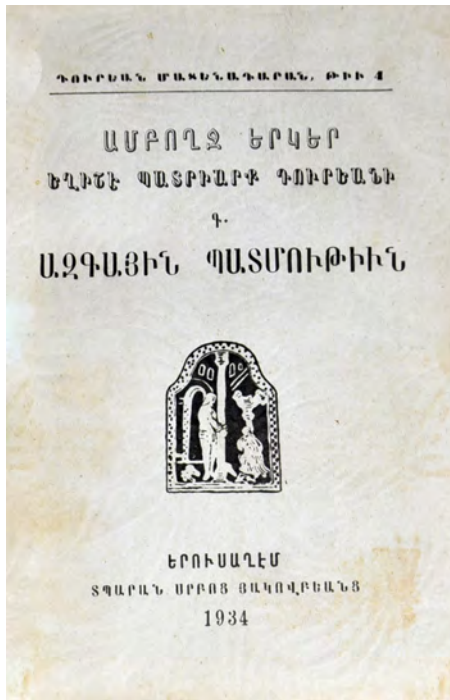 ԴՈՒՐԵԱՆ ՄԱՏԵՆԱԴԱՐԱՆ, ԹԻՒ 4
ԱՄԲՈՂՋ ԵՐԿԵՐ
ԵՂԻՇԷ ՊԱՏՐԻԱՐՔ ԴՈՒՐԵԱՆԻ
Գ.
ԱԶԳԱՅԻՆ ՊԱՏՄՈՒԹԻՒՆ
ԵՐՈՒՍԱՂԷՄ
ՏՊԱՐԱՆ ՍՐԲՈՑ ՅԱԿՈՎԲԵԱՆՑ
1934